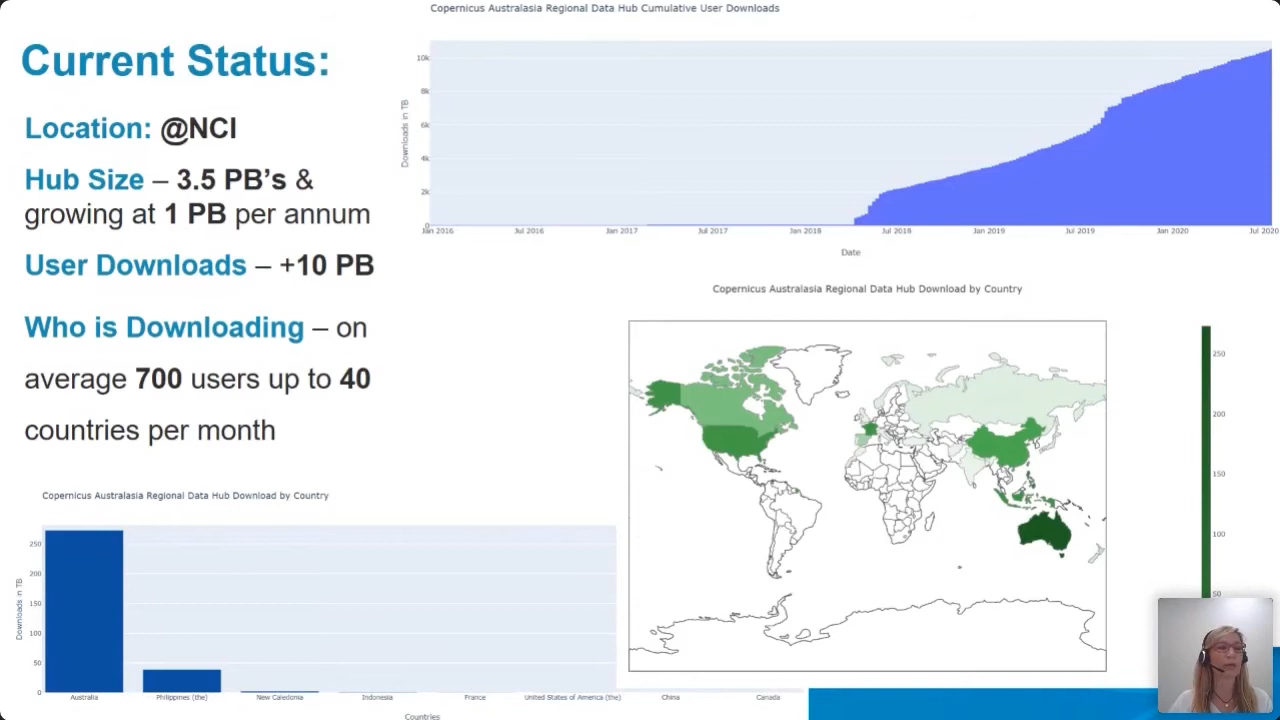 Copernicus Australasia Regional Data Hub Cumulative User Downloads
Current Status:
Location: @NCI
Hub Size – 3.5 PB’s &
growing at 1 PB per annum
User Downloads – +10 PB
Who is Downloading – on
average 700 users up to 40
countries per month
Downloads in TB
10k
8k
6k
4k
2k
0
Jan 2016
Jul 2016
Jan 2017
Jul 2017
Jan 2018
Jul 2018
Jan 2019
Jul 2019
Jan 2020
Jul 2020
Date
Copernicus Australasia Regional Data Hub Download by Country
250
200
150
100
50
Copernicus Australasia Regional Data Hub Download by Country
Downloads in TB
250
200
150
100
50
0
Australia
Philippines (the)
New Caledonia
Indonesia
France
United States of America (the)
China
Canada
Countries